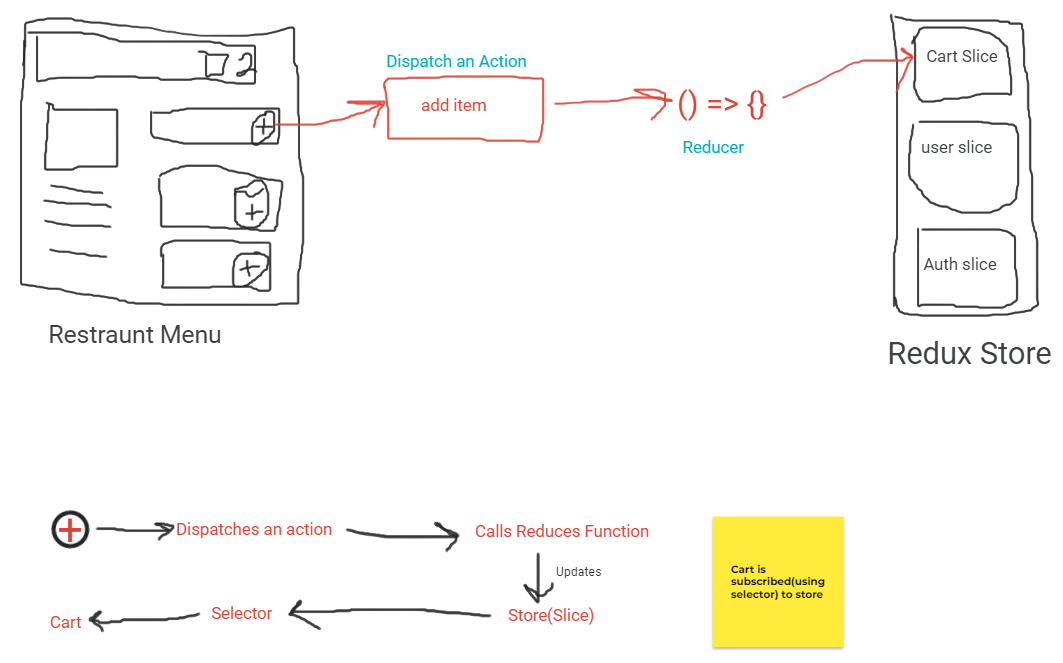 Dispatch an Action
add item
() => {}
Reducer
Cart Slice
user slice
Auth slice
Restraunt Menu
Redux Store
Dispatches an action
Calls Reduces Function
Updates
Store(Slice)
Selector
Cart
Cart is
subscribed(using
selector) to store